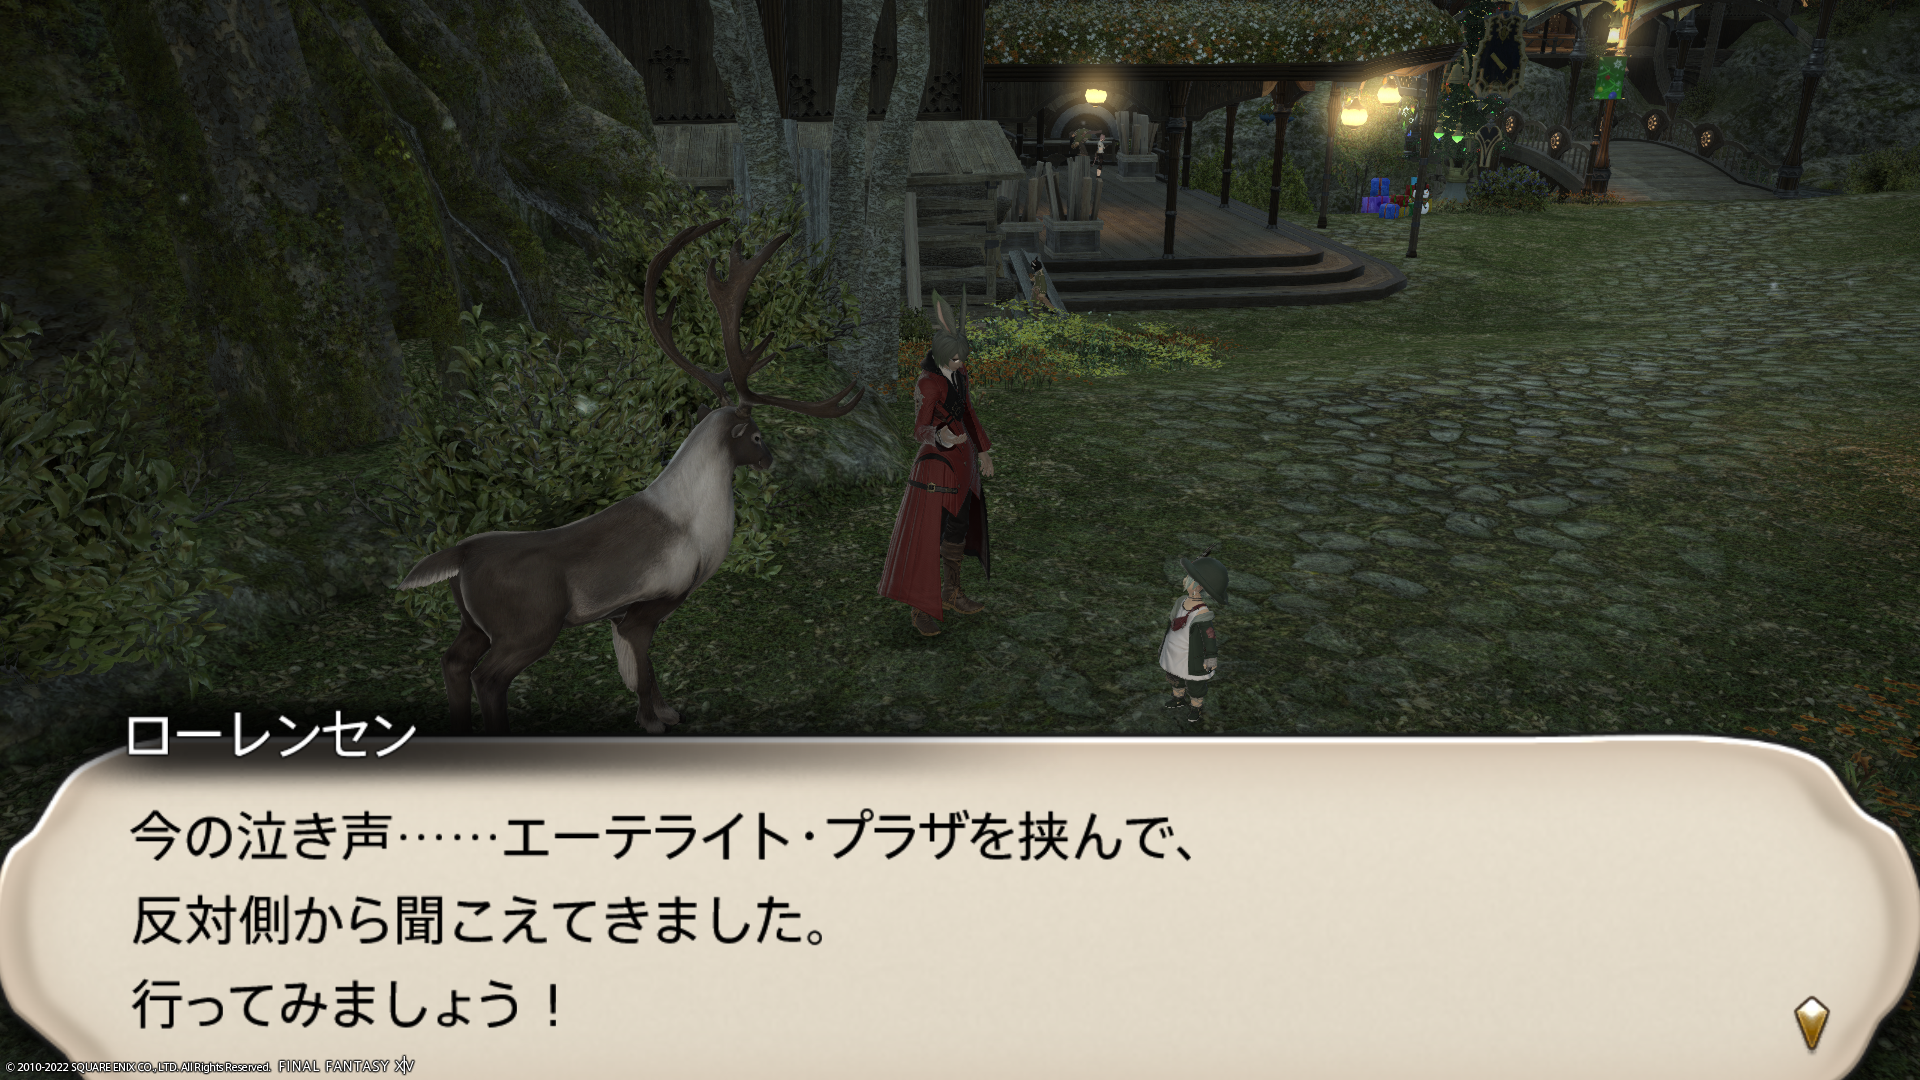 ローレンセン
今の泣き声……エーテライト・プラザを挟んで、
反対側から聞こえてきました。
行ってみましょう！
© 2010-2022 SQUARE ENIX CO., LTD. All Rights Reserved. FINAL FANTASY XIV